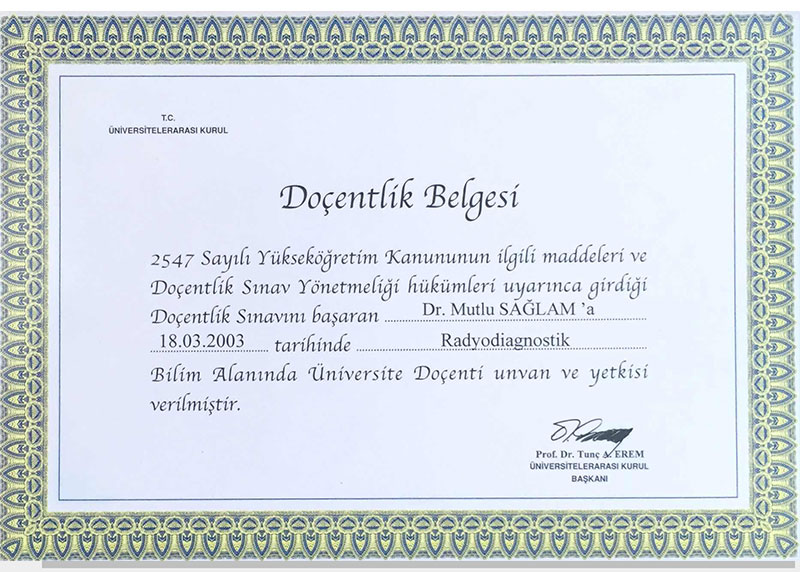 T.C.
ÜNİVERSİTELERARASI KURUL
Doçentlik Belgesi
2547 Sayılı Yükseköğretim Kanununun ilgili maddeleri ve
Doçentlik Sınav Yönetmeliği hükümleri uyarınca girdiği
Doçentlik Sınavını başaran Dr. Mutlu SAĞLAM 'a
18.03.2003 tarihinde Radyodiagnostik
Bilim Alanında Üniversite Doçenti unvan ve yetkisi
verilmiştir.
Prof. Dr. Tunç A. EREM
ÜNİVERSİTELERARASI KURUL
BAŞKANI